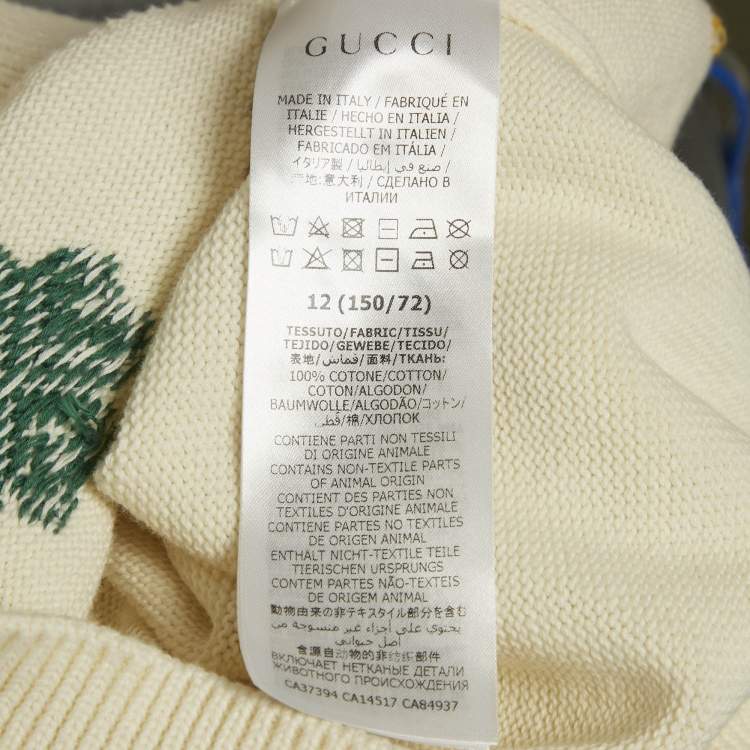 GUCCI
MADE IN ITALY / FABRIQUÉ EN
ITALIE / HECHO EN ITALIA /
HERGESTELLT IN ITALIEN /
FABRICADO EM ITÁLIA /
イタリア製 / صنع في إيطاليا /
产地:意大利 / СДЕЛАНО В
ИТАЛИИ
12 (150/72)
TESSUTO/FABRIC/TISSU/
TEJIDO/GEWEBE/TECIDO/
表地/قماش/面料/ТКАНЬ:
100% COTONE/COTTON/
COTON/ALGODON/
BAUMWOLLE/ALGODÃO/コットン/
قطن/棉/ХЛОПОК
CONTIENE PARTI NON TESSILI
DI ORIGINE ANIMALE
CONTAINS NON-TEXTILE PARTS
OF ANIMAL ORIGIN
CONTIENT DES PARTIES NON
TEXTILES D'ORIGINE ANIMALE
CONTIENE PARTES NO TEXTILES
DE ORIGEN ANIMAL
ENTHÄLT NICHT-TEXTILE TEILE
TIERISCHEN URSPRUNGS
CONTEM PARTES NÃO-TEXTEIS
DE ORIGEM ANIMAL
動物由来の非テキスタイル部分を含む
يحتوي على أجزاء غير منسوجة من
أصل حيواني
含源自动物的非纺织部件
ВКЛЮЧАЕТ НЕТКАНЫЕ ДЕТАЛИ
ЖИВОТНОГО ПРОИСХОЖДЕНИЯ
CA37394 CA14517 CA84937